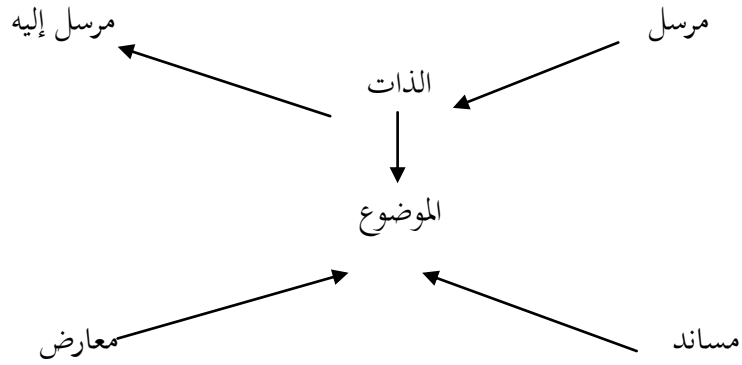 مرسل
مرسل إليه
الذات
الموضوع
مساند
معارض